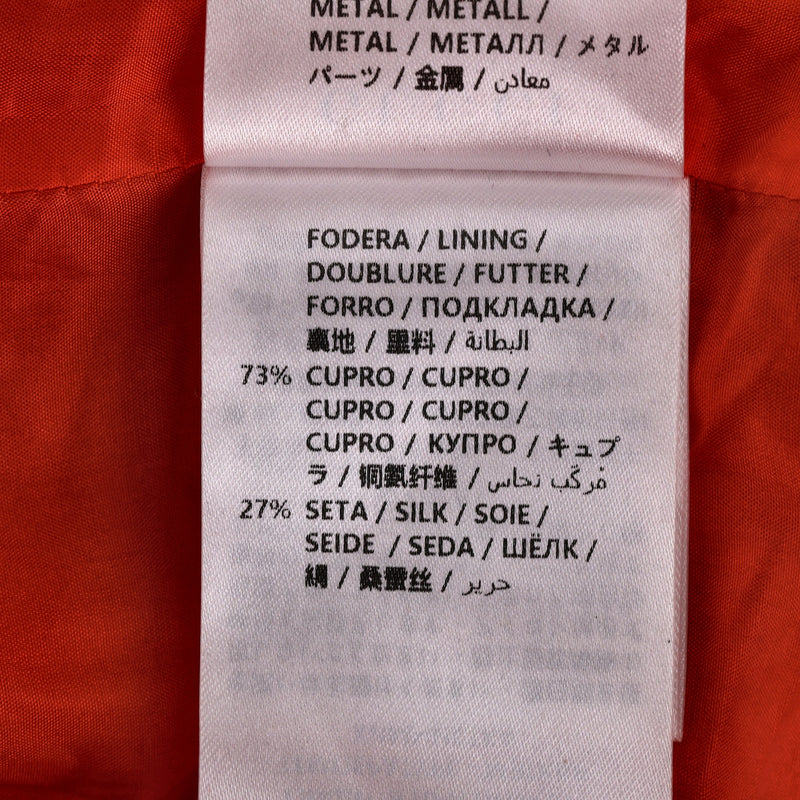 METAL / METALL /
METAL / МЕТАЛЛ / メタル
パーツ / 金属 / معادن
FODERA / LINING /
DOUBLURE / FUTTER /
FORRO / ПОДКЛАДКА /
裏地 / 里料 / البطانة
73% CUPRO / CUPRO /
CUPRO / CUPRO /
CUPRO / КУПРО / キュプ
ラ / 铜氨纤维 / مركب نحاس
27% SETA / SILK / SOIE /
SEIDE / SEDA / ШЁЛК /
絹 / 桑蚕丝 / حرير